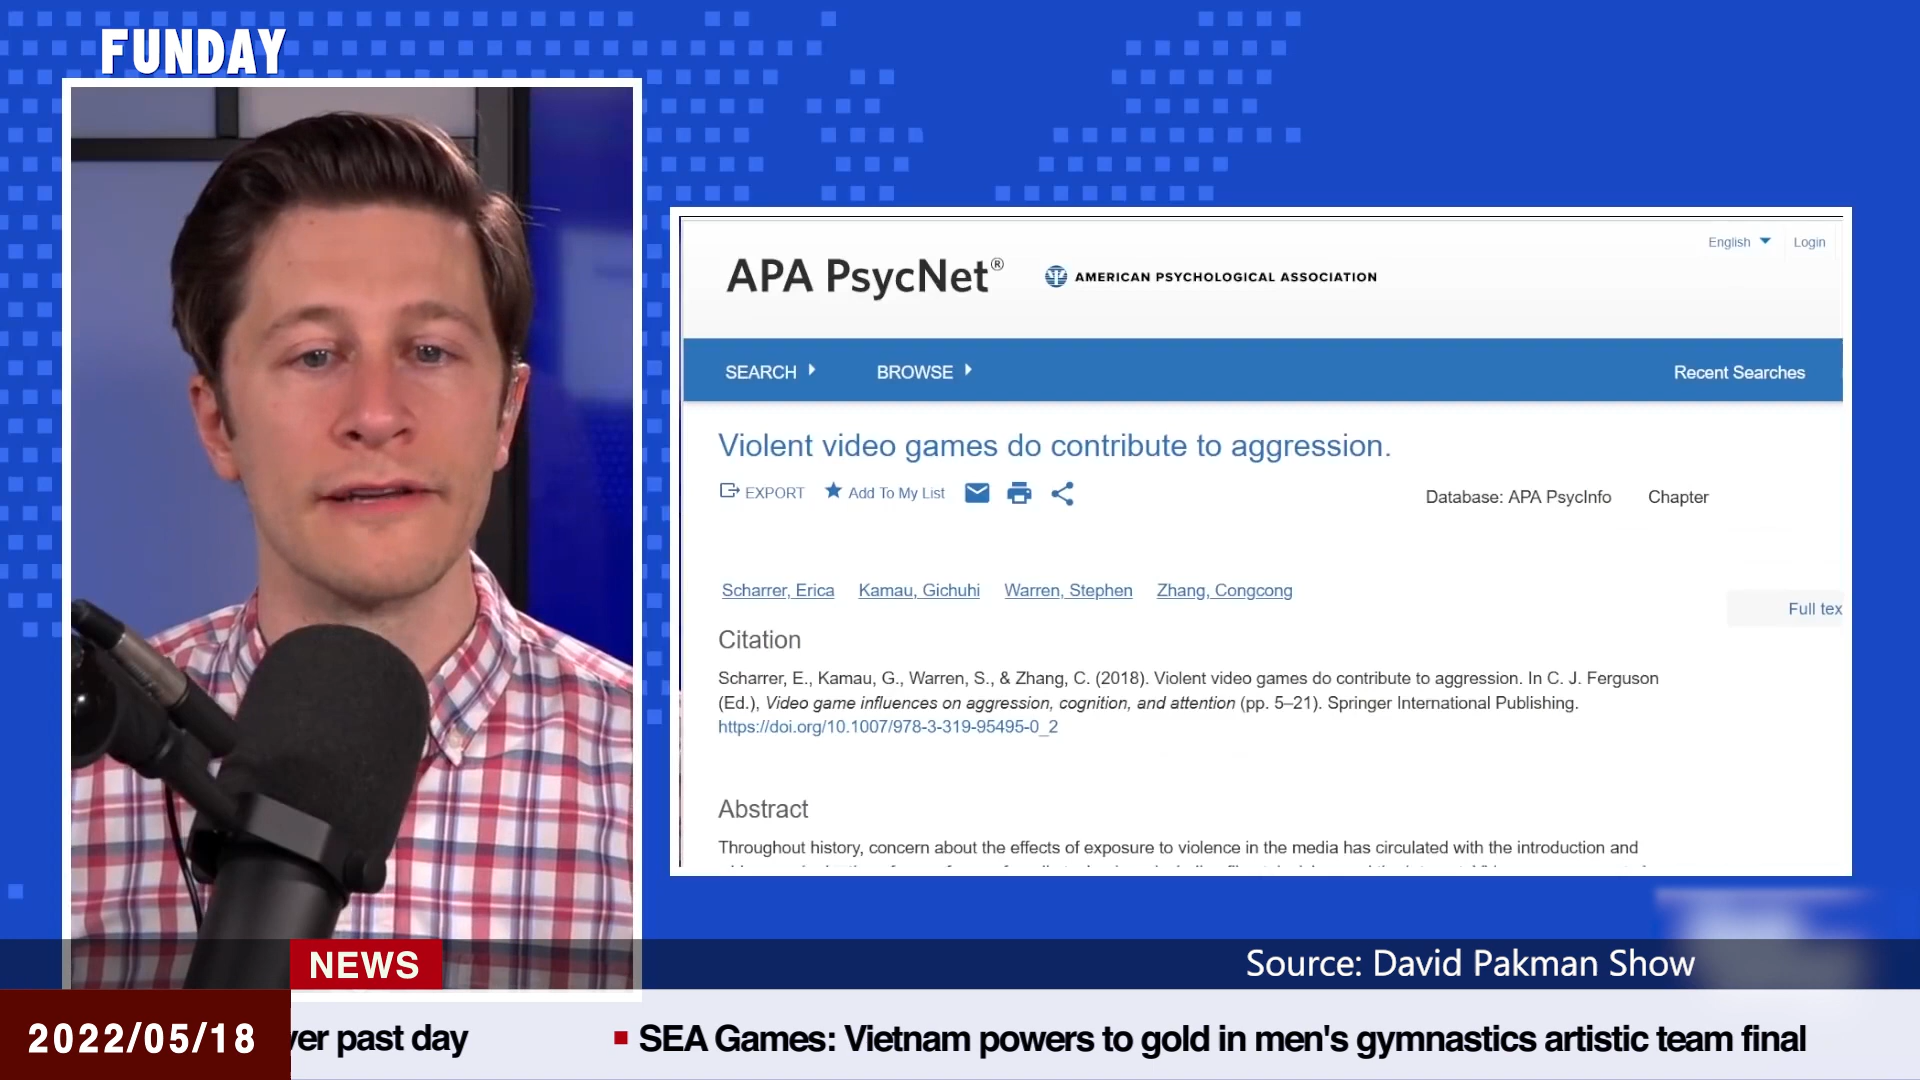 FUNDAY
English
Login
APA PsycNet®
AMERICAN PSYCHOLOGICAL ASSOCIATION
SEARCH
BROWSE
Recent Searches
Violent video games do contribute to aggression.
EXPORT
Add To My List
Database: APA PsycInfo
Chapter
Scharrer, Erica
Kamau, Gichuhi
Warren, Stephen
Zhang, Congcong
Full tex
Citation
Scharrer, E., Kamau, G., Warren, S., & Zhang, C. (2018). Violent video games do contribute to aggression. In C. J. Ferguson
(Ed.), Video game influences on aggression, cognition, and attention (pp. 5–21). Springer International Publishing.
https://doi.org/10.1007/978-3-319-95495-0_2
Abstract
Throughout history, concern about the effects of exposure to violence in the media has circulated with the introduction and
NEWS
Source: David Pakman Show
2022/05/18
ver past day
SEA Games: Vietnam powers to gold in men's gymnastics artistic team final